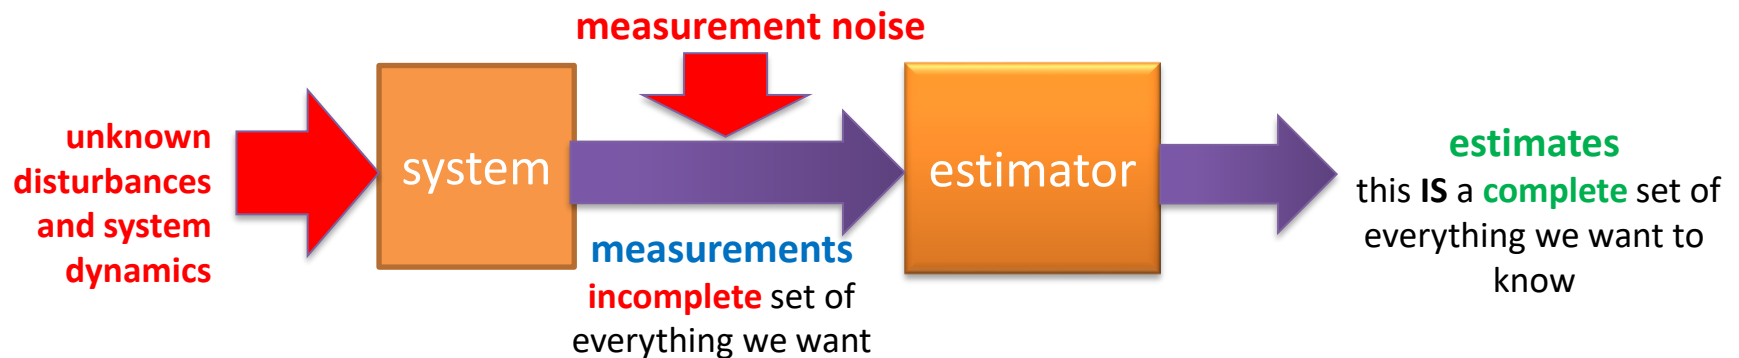 measurement noise
unknown
disturbances
and system
dynamics
system
measurements
incomplete set of
everything we want
estimator
estimates
this IS a complete set of
everything we want to
know